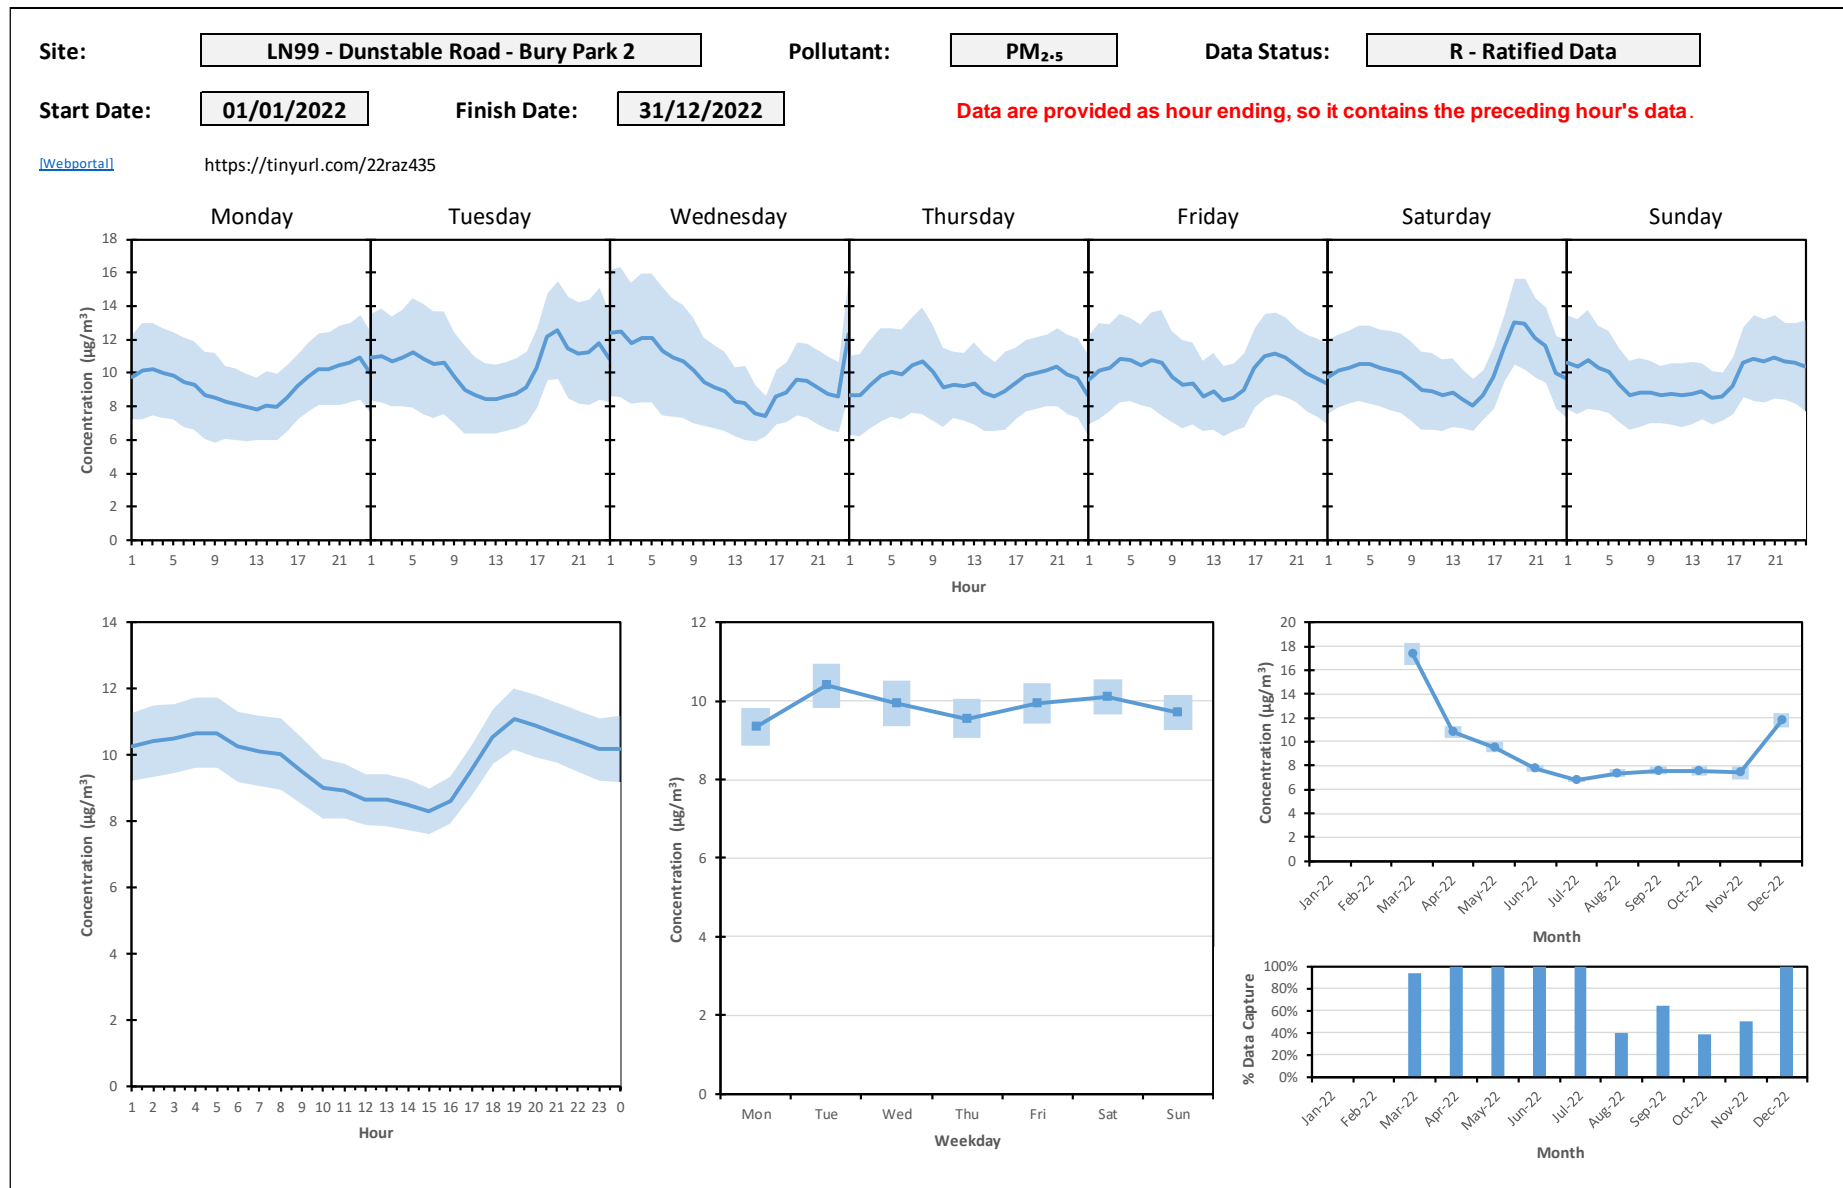 Site: LN99 - Dunstable Road - Bury Park 2 Pollutant: PM₂.₅ Data Status: R - Ratified Data
Start Date: 01/01/2022 Finish Date: 31/12/2022 Data are provided as hour ending, so it contains the preceding hour's data.
[Webportal] https://tinyurl.com/22raz435
Monday Tuesday Wednesday Thursday Friday Saturday Sunday
Concentration (µg/m³)
18
16
14
12
10
8
6
4
2
0
1 5 9 13 17 21 1 5 9 13 17 21 1 5 9 13 17 21 1 5 9 13 17 21 1 5 9 13 17 21 1 5 9 13 17 21 1 5 9 13 17 21
Hour
Concentration (µg/m³)
14
12
10
8
6
4
2
0
1 2 3 4 5 6 7 8 9 10 11 12 13 14 15 16 17 18 19 20 21 22 23 0
Hour
Concentration (µg/m³)
12
10
8
6
4
2
0
Mon Tue Wed Thu Fri Sat Sun
Weekday
Concentration (µg/m³)
20
18
16
14
12
10
8
6
4
2
0
Jan-22 Feb-22 Mar-22 Apr-22 May-22 Jun-22 Jul-22 Aug-22 Sep-22 Oct-22 Nov-22 Dec-22
Month
% Data Capture
100%
80%
60%
40%
20%
0%
Jan-22 Feb-22 Mar-22 Apr-22 May-22 Jun-22 Jul-22 Aug-22 Sep-22 Oct-22 Nov-22 Dec-22
Month